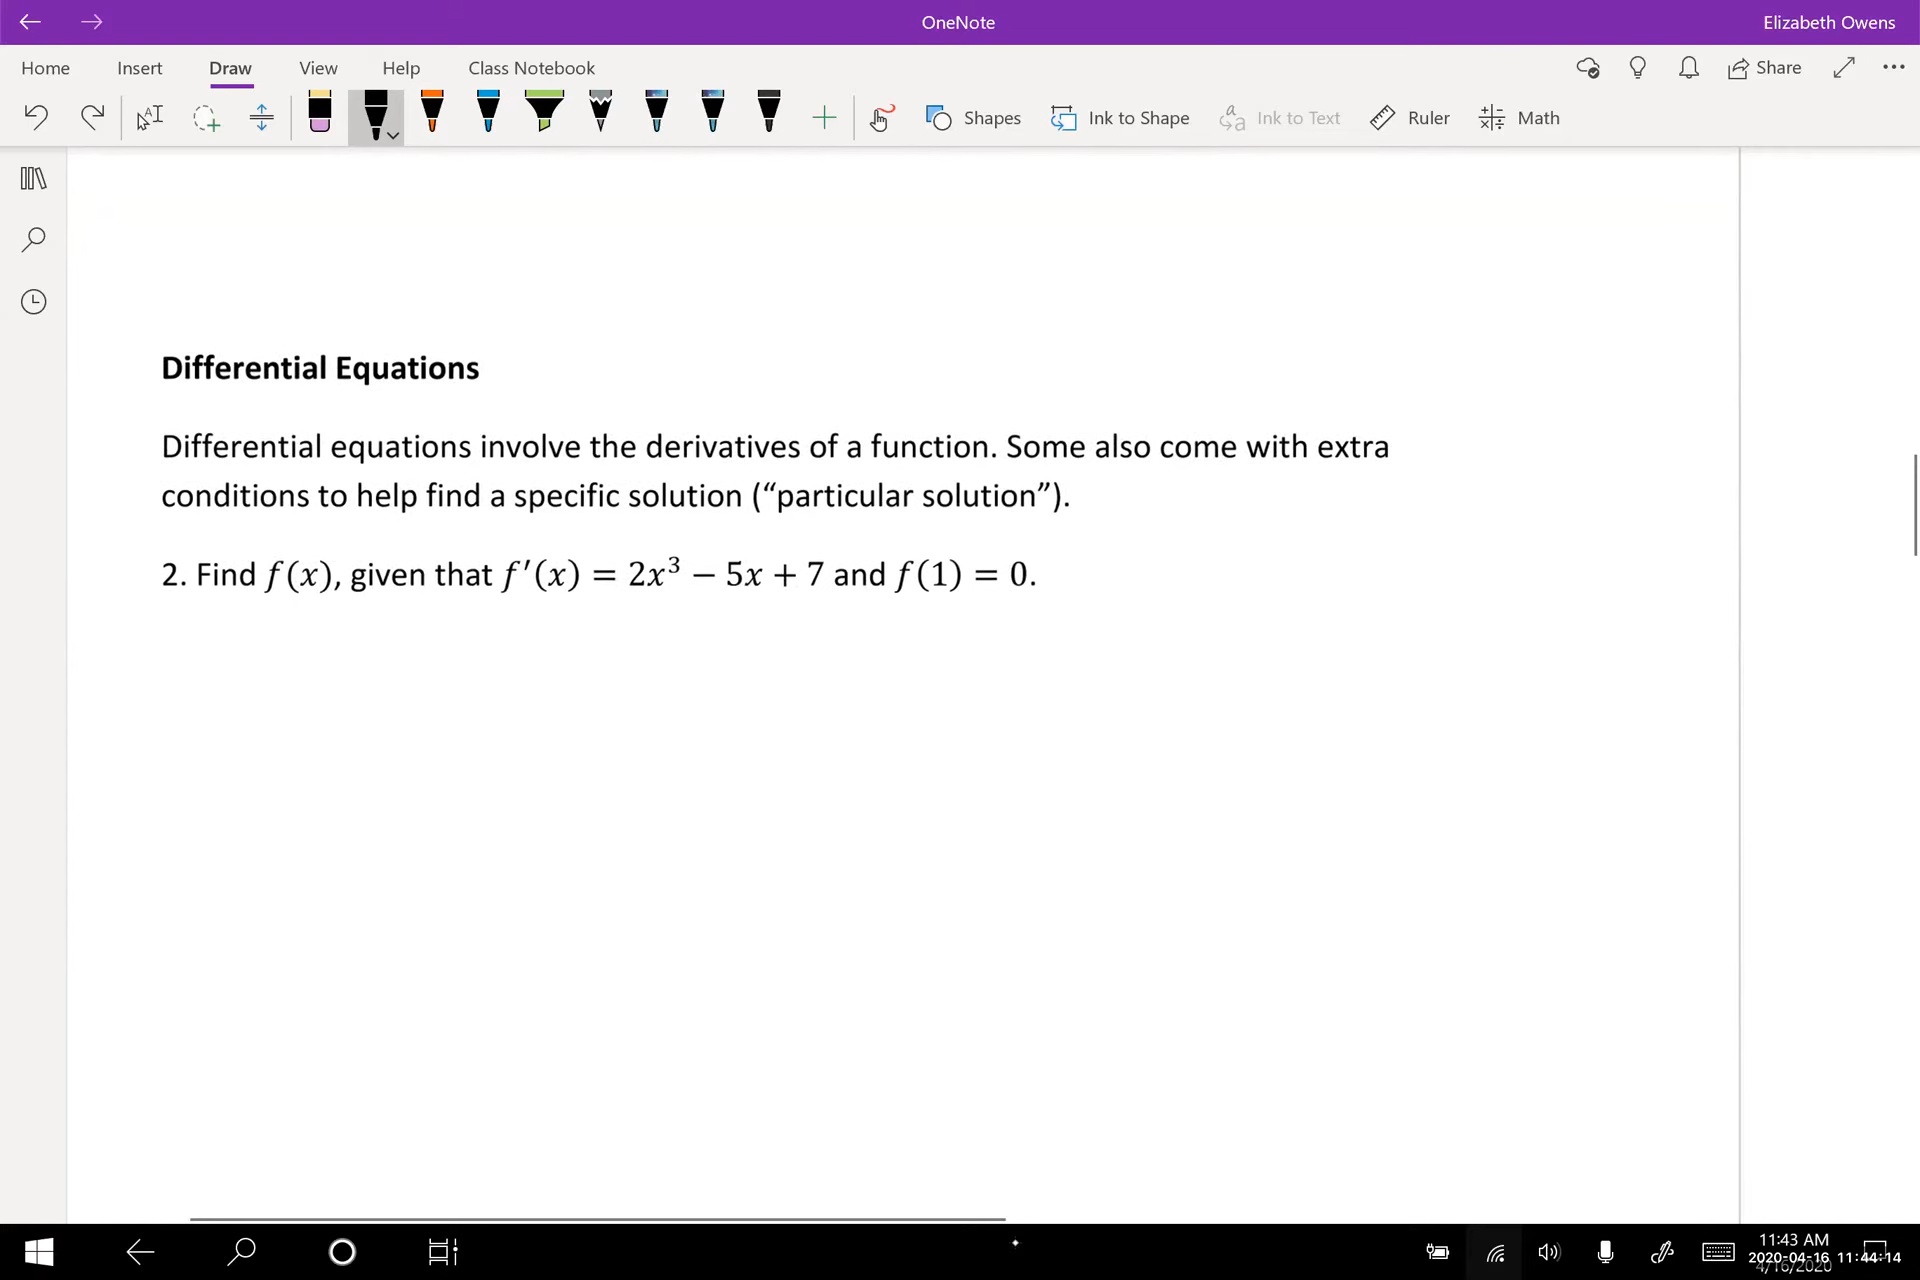 OneNote
Elizabeth Owens
Home Insert Draw View Help Class Notebook Share
Shapes Ink to Shape Ink to Text Ruler Math
Differential Equations
Differential equations involve the derivatives of a function. Some also come with extra
conditions to help find a specific solution (“particular solution”).
2. Find f(x), given that f′(x) = 2x³ − 5x + 7 and f(1) = 0.
11:43 AM
2020-04-16 11:44:14
4/16/2020